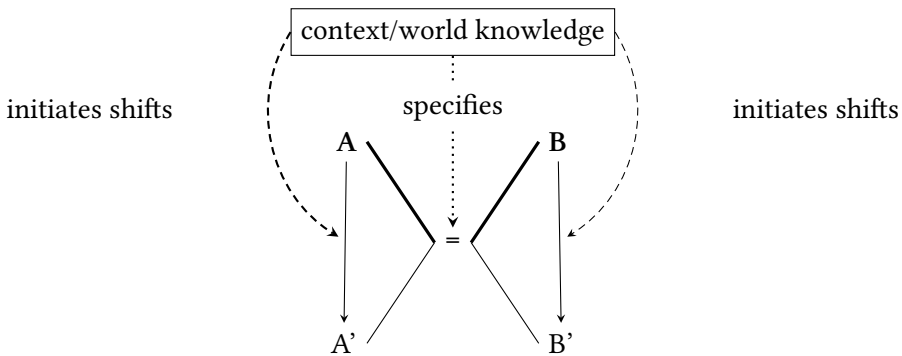 context/world knowledge
initiates shifts
specifies
initiates shifts
A
B
=
A’
B’